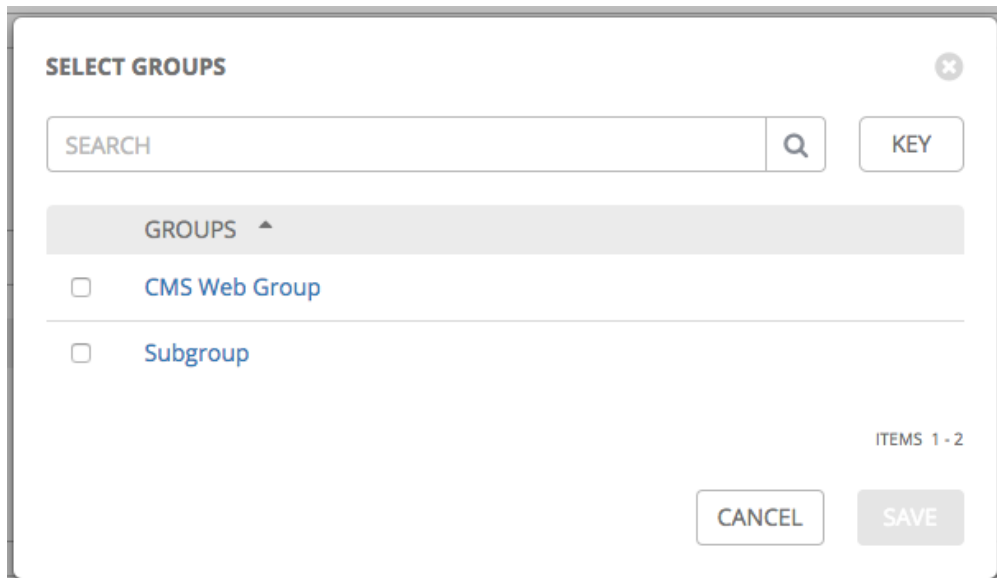 SELECT GROUPS
SEARCH
KEY
GROUPS
CMS Web Group
Subgroup
ITEMS 1 - 2
CANCEL
SAVE